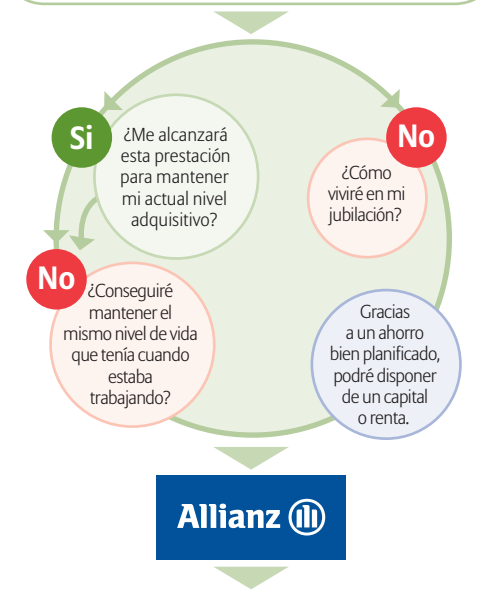 Si
¿Me alcanzará
esta prestación
para mantener
mi actual nivel
adquisitivo?
No
¿Cómo
viviré en mi
jubilación?
No
¿Conseguiré
mantener el
mismo nivel de vida
que tenía cuando
estaba
trabajando?
Gracias
a un ahorro
bien planificado,
podré disponer
de un capital
o renta.
Allianz